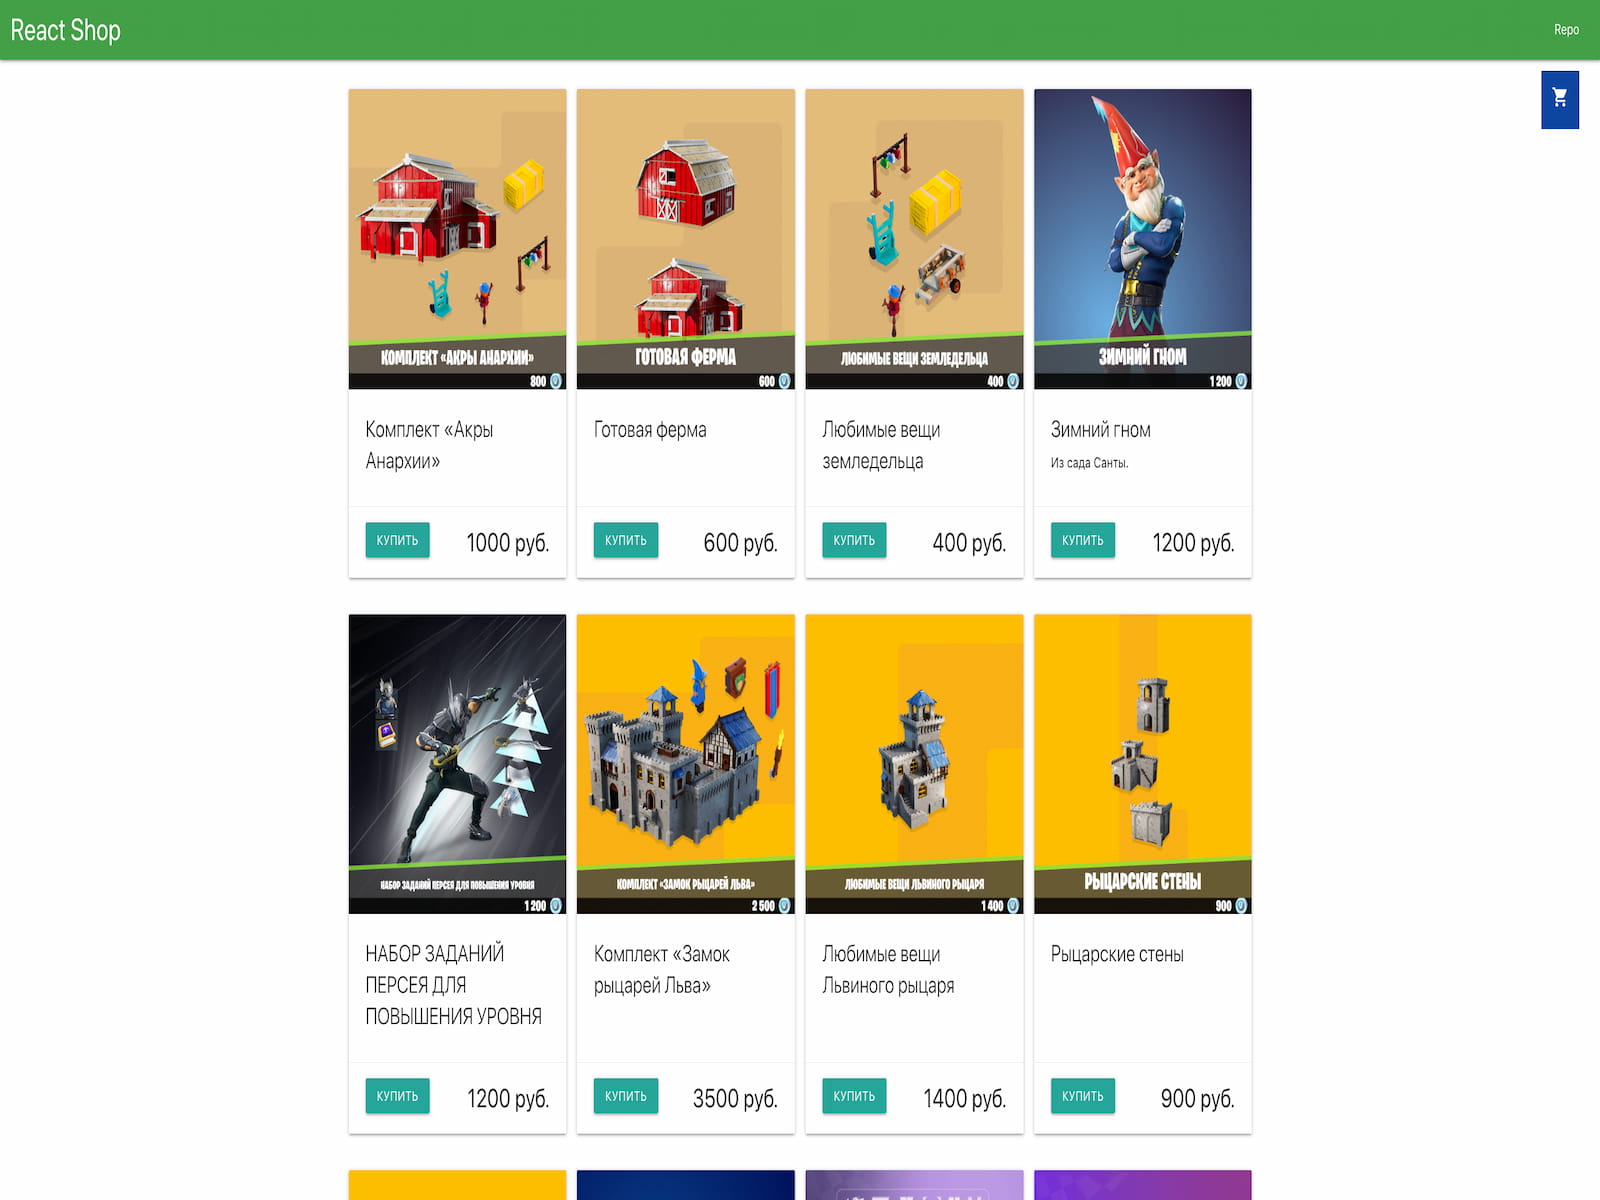 React Shop
Repo
КОМПЛЕКТ «АКРЫ АНАРХИИ»
800
ГОТОВАЯ ФЕРМА
600
ЛЮБИМЫЕ ВЕЩИ ЗЕМЛЕДЕЛЬЦА
400
ЗИМНИЙ ГНОМ
1 200
Комплект «Акры
Анархии»
Готовая ферма
Любимые вещи
земледельца
Зимний гном
Из сада Санты.
КУПИТЬ
1000 руб.
КУПИТЬ
600 руб.
КУПИТЬ
400 руб.
КУПИТЬ
1200 руб.
НАБОР ЗАДАНИЙ ПЕРСЕЯ ДЛЯ ПОВЫШЕНИЯ УРОВНЯ
1 200
КОМПЛЕКТ «ЗАМОК РЫЦАРЕЙ ЛЬВА»
2 500
ЛЮБИМЫЕ ВЕЩИ ЛЬВИНОГО РЫЦАРЯ
1 400
РЫЦАРСКИЕ СТЕНЫ
900
НАБОР ЗАДАНИЙ
ПЕРСЕЯ ДЛЯ
ПОВЫШЕНИЯ УРОВНЯ
Комплект «Замок
рыцарей Льва»
Любимые вещи
Львиного рыцаря
Рыцарские стены
КУПИТЬ
1200 руб.
КУПИТЬ
3500 руб.
КУПИТЬ
1400 руб.
КУПИТЬ
900 руб.